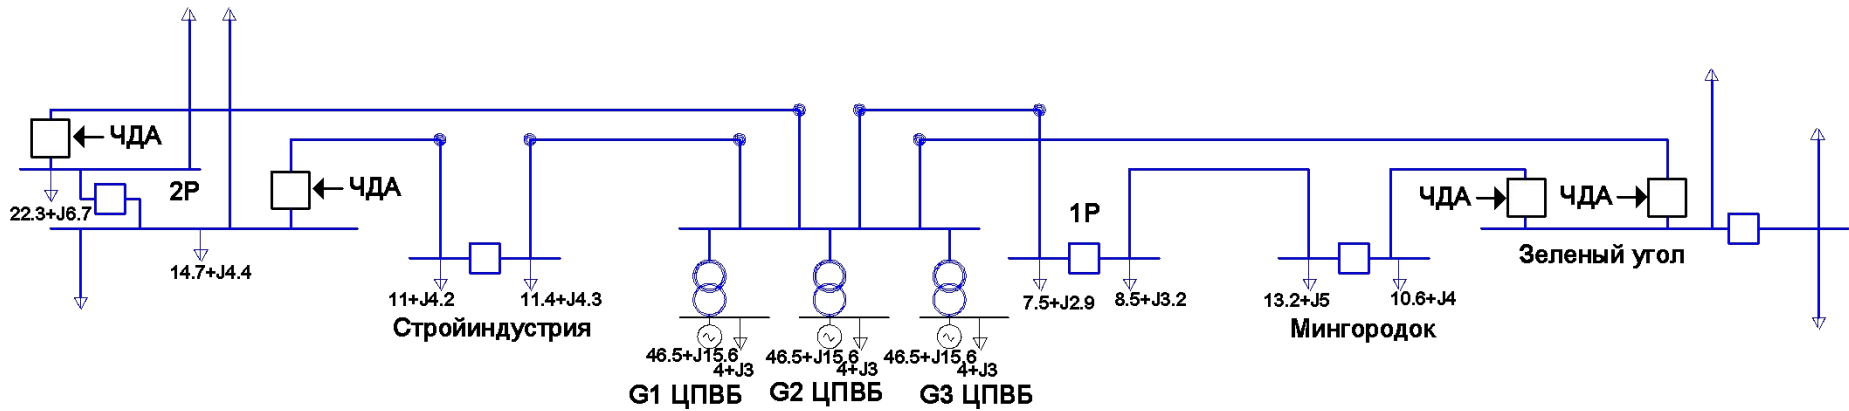 ЧДА
2Р
22.3+J6.7
ЧДА
14.7+J4.4
11+J4.2
11.4+J4.3
Стройиндустрия
46.5+J15.6
46.5+J15.6
46.5+J15.6
4+J3
4+J3
4+J3
G1 ЦПВБ
G2 ЦПВБ
G3 ЦПВБ
1Р
7.5+J2.9
8.5+J3.2
13.2+J5
10.6+J4
Мингородок
ЧДА
ЧДА
Зеленый угол